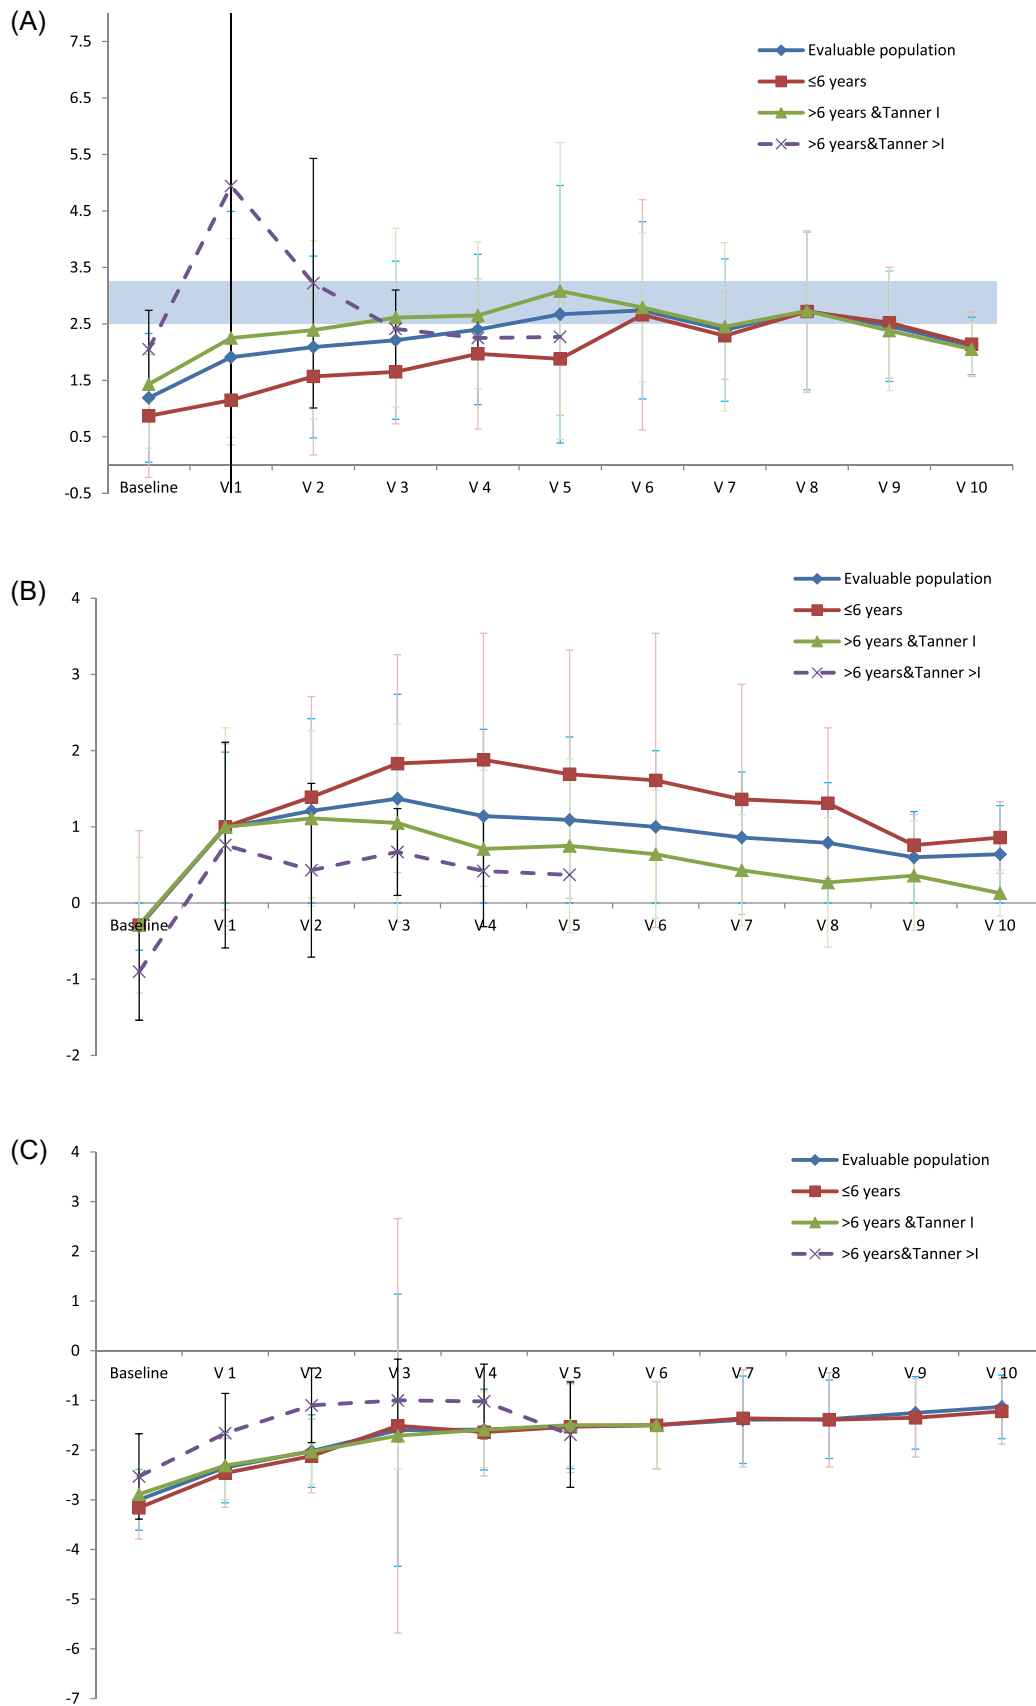 (A)
7.5
6.5
5.5
4.5
3.5
2.5
1.5
0.5
-0.5
Evaluable population
≤6 years
>6 years &Tanner I
>6 years&Tanner >I
Baseline V 1 V 2 V 3 V 4 V 5 V 6 V 7 V 8 V 9 V 10
(B)
4
3
2
1
0
-1
-2
Evaluable population
≤6 years
>6 years &Tanner I
>6 years&Tanner >I
Baseline V 1 V 2 V 3 V 4 V 5 V 6 V 7 V 8 V 9 V 10
(C)
4
3
2
1
0
-1
-2
-3
-4
-5
-6
-7
Evaluable population
≤6 years
>6 years &Tanner I
>6 years&Tanner >I
Baseline V 1 V 2 V 3 V 4 V 5 V 6 V 7 V 8 V 9 V 10